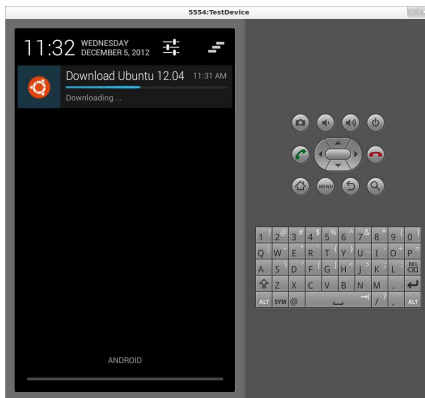 5554:TestDevice
11:32 WEDNESDAY
DECEMBER 5, 2012
Download Ubuntu 12.04 11:31 AM
Downloading ...
ANDROID
MENU
1 ! 2 @ 3 # 4 $ 5 % 6 ^ 7 & 8 * 9 ( 0 )
Q W E R T Y U I O P
A S D F G H J K L DEL
Z X C V B N M .
ALT SYM @ / ? , ALT